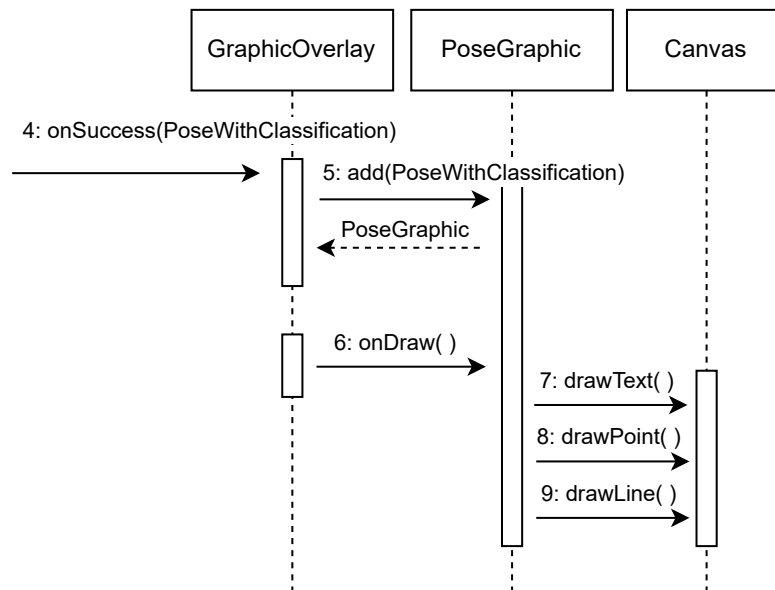 GraphicOverlay
PoseGraphic
Canvas
4: onSuccess(PoseWithClassification)
5: add(PoseWithClassification)
PoseGraphic
6: onDraw( )
7: drawText( )
8: drawPoint( )
9: drawLine( )